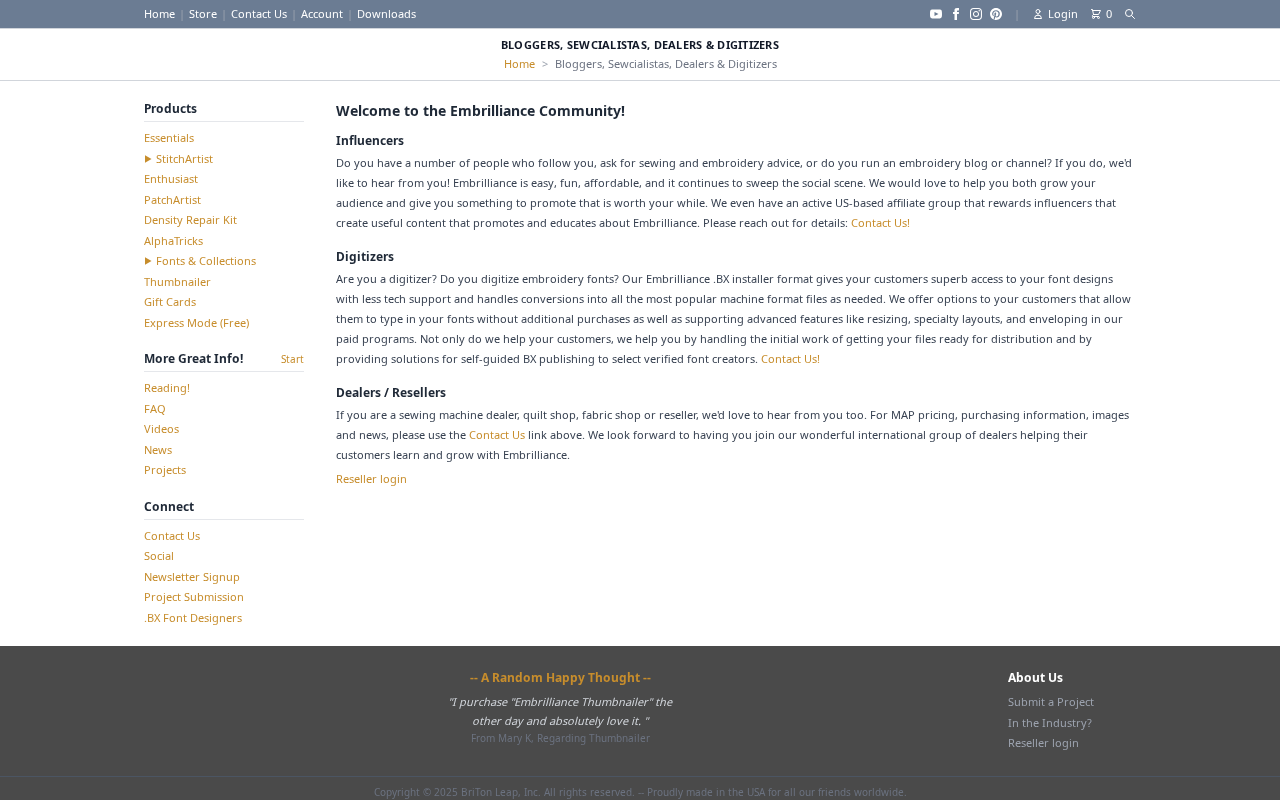 Home | Store | Contact Us | Account | Downloads
| Login 0
BLOGGERS, SEWCIALISTAS, DEALERS & DIGITIZERS
Home > Bloggers, Sewcialistas, Dealers & Digitizers
Products
Essentials
StitchArtist
Enthusiast
PatchArtist
Density Repair Kit
AlphaTricks
Fonts & Collections
Thumbnailer
Gift Cards
Express Mode (Free)
More Great Info! Start
Reading!
FAQ
Videos
News
Projects
Connect
Contact Us
Social
Newsletter Signup
Project Submission
.BX Font Designers
Welcome to the Embrilliance Community!
Influencers
Do you have a number of people who follow you, ask for sewing and embroidery advice, or do you run an embroidery blog or channel? If you do, we'd
like to hear from you! Embrilliance is easy, fun, affordable, and it continues to sweep the social scene. We would love to help you both grow your
audience and give you something to promote that is worth your while. We even have an active US-based affiliate group that rewards influencers that
create useful content that promotes and educates about Embrilliance. Please reach out for details: Contact Us!
Digitizers
Are you a digitizer? Do you digitize embroidery fonts? Our Embrilliance .BX installer format gives your customers superb access to your font designs
with less tech support and handles conversions into all the most popular machine format files as needed. We offer options to your customers that allow
them to type in your fonts without additional purchases as well as supporting advanced features like resizing, specialty layouts, and enveloping in our
paid programs. Not only do we help your customers, we help you by handling the initial work of getting your files ready for distribution and by
providing solutions for self-guided BX publishing to select verified font creators. Contact Us!
Dealers / Resellers
If you are a sewing machine dealer, quilt shop, fabric shop or reseller, we'd love to hear from you too. For MAP pricing, purchasing information, images
and news, please use the Contact Us link above. We look forward to having you join our wonderful international group of dealers helping their
customers learn and grow with Embrilliance.
Reseller login
-- A Random Happy Thought --
"I purchase "Embrilliance Thumbnailer" the
other day and absolutely love it. "
From Mary K, Regarding Thumbnailer
About Us
Submit a Project
In the Industry?
Reseller login
Copyright © 2025 BriTon Leap, Inc. All rights reserved. -- Proudly made in the USA for all our friends worldwide.